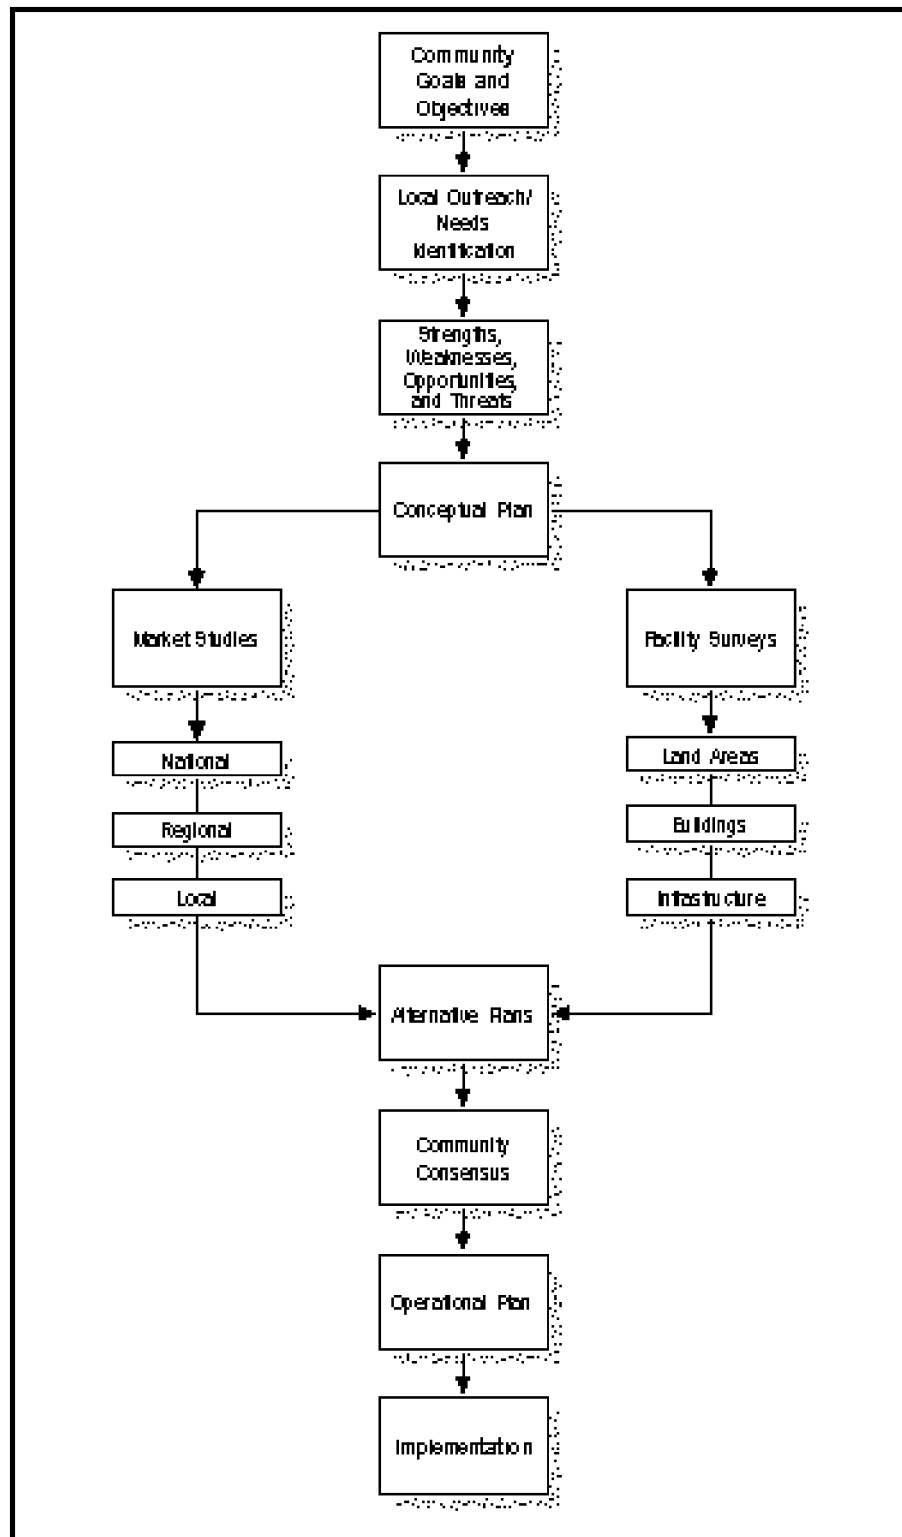 Community
Goals and
Objectives
Local Outreach/
Needs
Identification
Strengths,
Weaknesses,
Opportunities,
and Threats
Conceptual Plan
Market Studies
Facility Surveys
National
Land Areas
Regional
Buildings
Local
Infrastructure
Alternative Plans
Community
Consensus
Operational Plan
Implementation